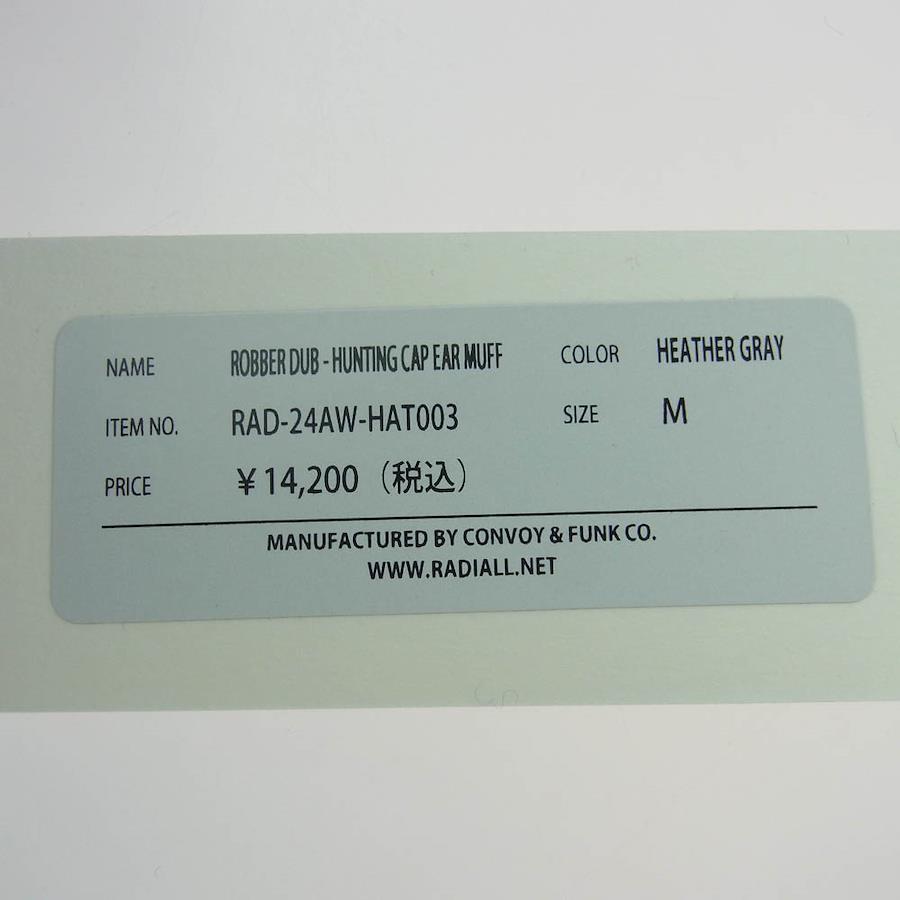 NAME ROBBER DUB - HUNTING CAP EAR MUFF COLOR HEATHER GRAY
ITEM NO. RAD-24AW-HAT003 SIZE M
PRICE ¥14,200（税込）
MANUFACTURED BY CONVOY & FUNK CO.
WWW.RADIALL.NET